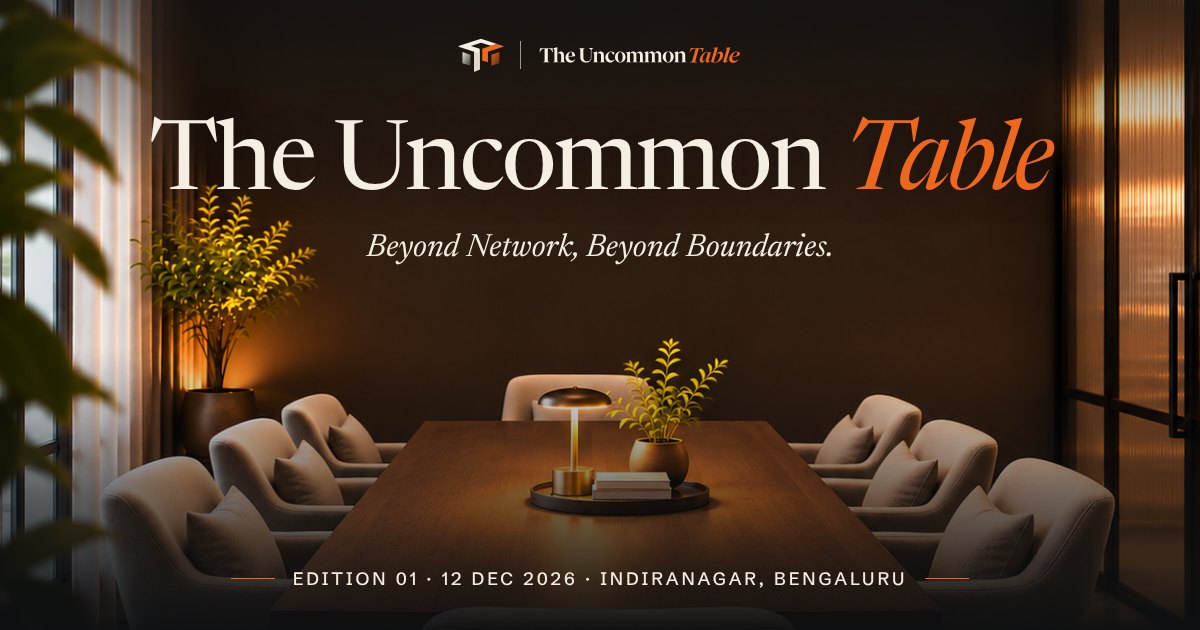 The Uncommon Table
The Uncommon Table
Beyond Network, Beyond Boundaries.
EDITION 01 · 12 DEC 2026 · INDIRANAGAR, BENGALURU